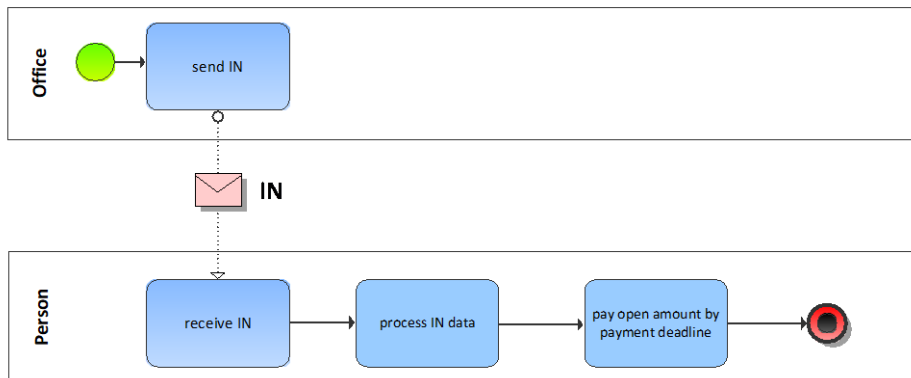 Office
send IN
IN
Person
receive IN
process IN data
pay open amount by
payment deadline